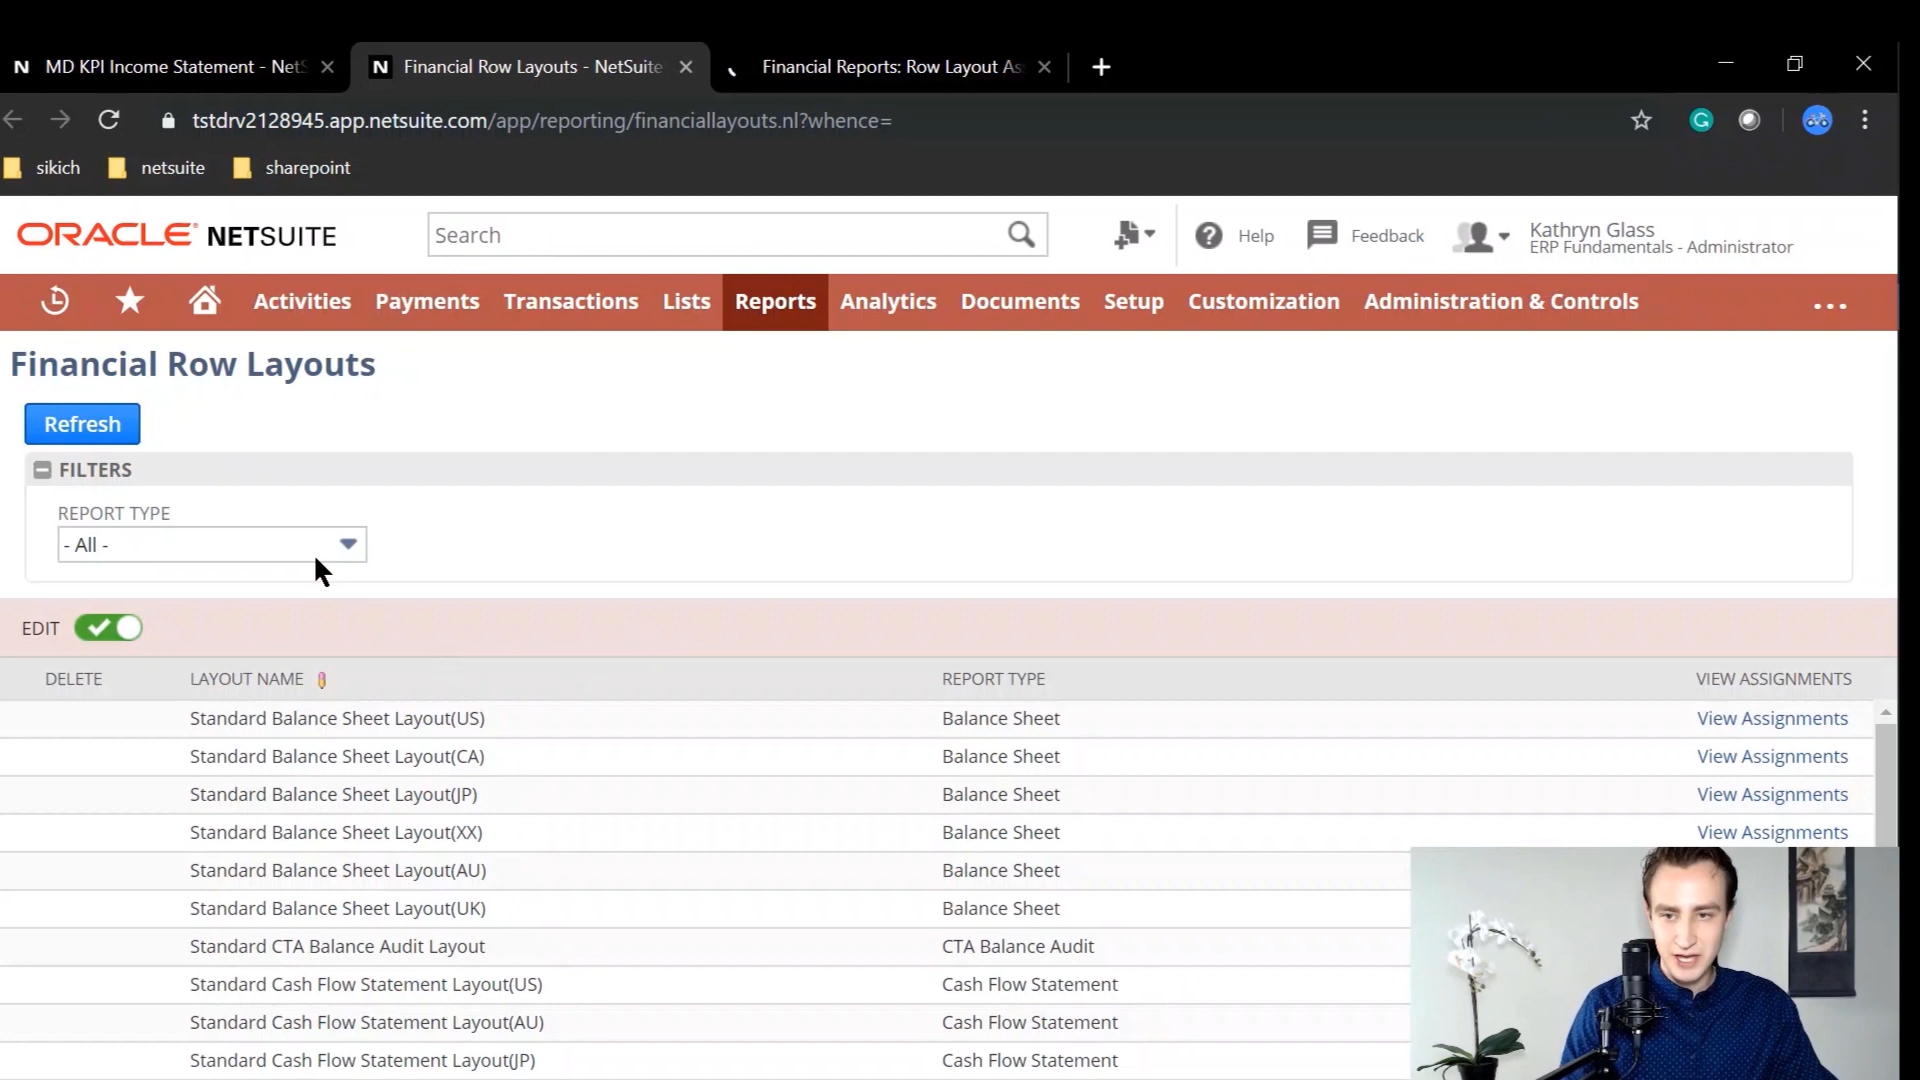 MD KPI Income Statement - NetS
Financial Row Layouts - NetSuite
Financial Reports: Row Layout As
tstdrv2128945.app.netsuite.com/app/reporting/financiallayouts.nl?whence=
sikich netsuite sharepoint
ORACLE NETSUITE
Search
Help
Feedback
Kathryn Glass
ERP Fundamentals - Administrator
Activities Payments Transactions Lists Reports Analytics Documents Setup Customization Administration & Controls
Financial Row Layouts
Refresh
FILTERS
REPORT TYPE
- All -
EDIT
DELETE LAYOUT NAME REPORT TYPE VIEW ASSIGNMENTS
Standard Balance Sheet Layout(US) Balance Sheet View Assignments
Standard Balance Sheet Layout(CA) Balance Sheet View Assignments
Standard Balance Sheet Layout(JP) Balance Sheet View Assignments
Standard Balance Sheet Layout(XX) Balance Sheet View Assignments
Standard Balance Sheet Layout(AU) Balance Sheet
Standard Balance Sheet Layout(UK) Balance Sheet
Standard CTA Balance Audit Layout CTA Balance Audit
Standard Cash Flow Statement Layout(US) Cash Flow Statement
Standard Cash Flow Statement Layout(AU) Cash Flow Statement
Standard Cash Flow Statement Layout(JP) Cash Flow Statement